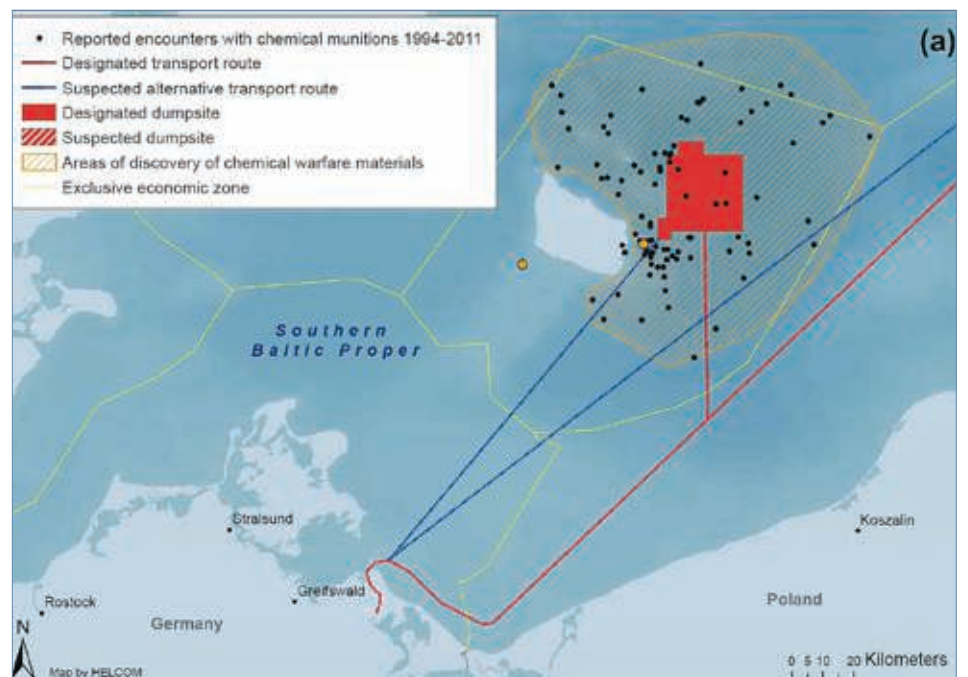 Reported encounters with chemical munitions 1994-2011
Designated transport route
Suspected alternative transport route
Designated dumpsite
Suspected dumpsite
Areas of discovery of chemical warfare materials
Exclusive economic zone
(a)
Southern
Baltic Proper
Stralsund
Koszalin
Greifswald
Rostock
Poland
Germany
N
Map by HELCOM
0 5 10 20 Kilometers